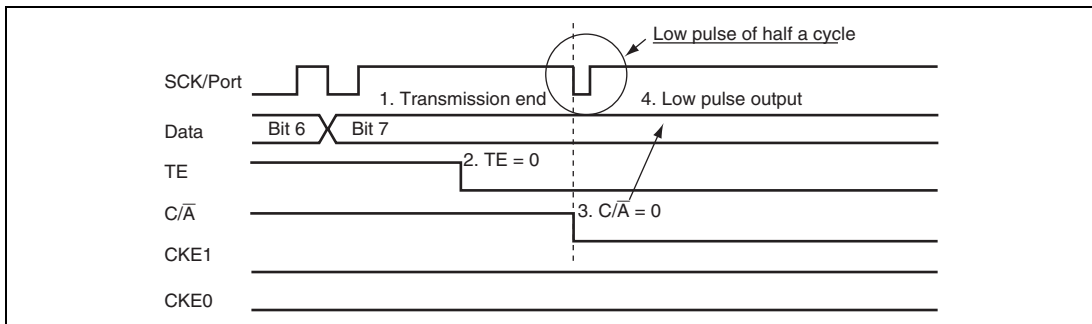 Low pulse of half a cycle
SCK/Port
1. Transmission end
4. Low pulse output
Data
Bit 6
Bit 7
TE
2. TE = 0
C/A̅
3. C/A̅ = 0
CKE1
CKE0